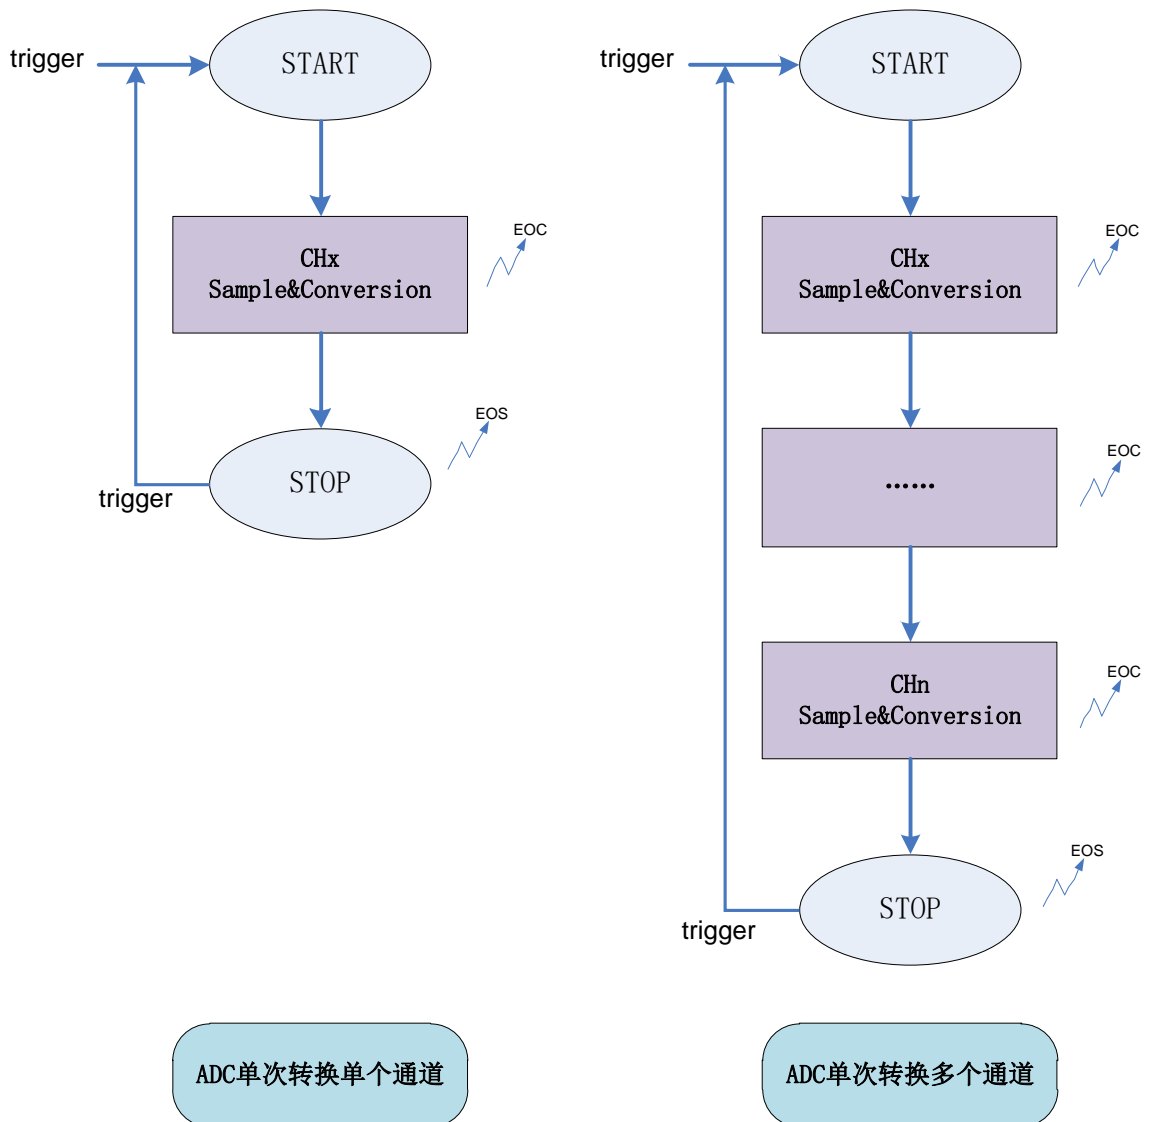 trigger
START
CHx
Sample&Conversion
EOC
STOP
EOS
trigger
ADC单次转换单个通道
trigger
START
CHx
Sample&Conversion
EOC
......
EOC
CHn
Sample&Conversion
EOC
STOP
EOS
trigger
ADC单次转换多个通道